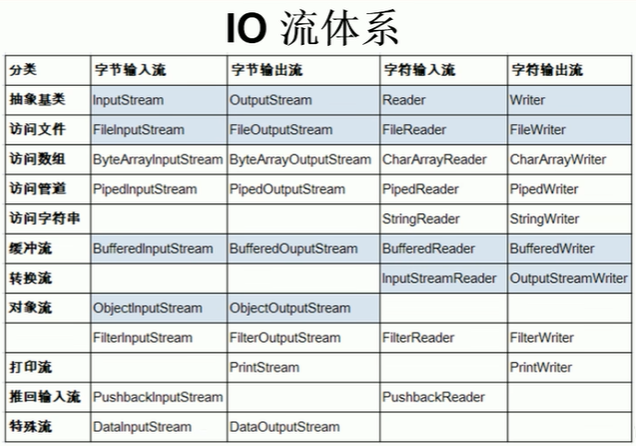 IO 流体系
分类 字节输入流 字节输出流 字符输入流 字符输出流
抽象基类 InputStream OutputStream Reader Writer
访问文件 FileInputStream FileOutputStream FileReader FileWriter
访问数组 ByteArrayInputStream ByteArrayOutputStream CharArrayReader CharArrayWriter
访问管道 PipedInputStream PipedOutputStream PipedReader PipedWriter
访问字符串 StringReader StringWriter
缓冲流 BufferedInputStream BufferedOuputStream BufferedReader BufferedWriter
转换流 InputStreamReader OutputStreamWriter
对象流 ObjectInputStream ObjectOutputStream
FilterInputStream FilterOutputStream FilterReader FilterWriter
打印流 PrintStream PrintWriter
推回输入流 PushbackInputStream PushbackReader
特殊流 DataInputStream DataOutputStream